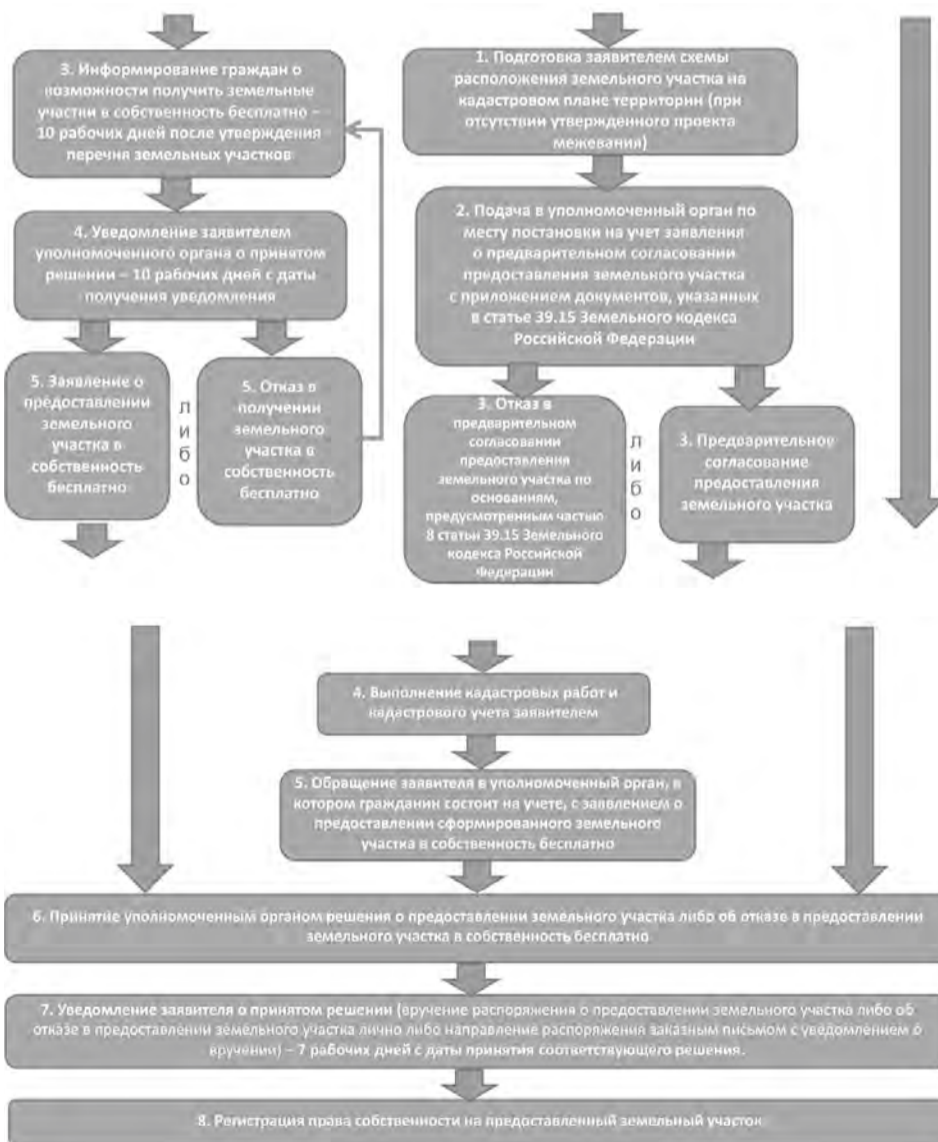 3. Информирование граждан о
возможности получить земельные
участки в собственность бесплатно –
10 рабочих дней после утверждения
перечня земельных участков
4. Уведомление заявителем
уполномоченного органа о принятом
решении – 10 рабочих дней с даты
получения уведомления
5. Заявление о
предоставлении
земельного
участка в
собственность
бесплатно
либо
5. Отказ в
получении
земельного
участка в
собственность
бесплатно
1. Подготовка заявителем схемы
расположения земельного участка на
кадастровом плане территории (при
отсутствии утвержденного проекта
межевания)
2. Подача в уполномоченный орган по
месту постановки на учет заявления
о предварительном согласовании
предоставления земельного участка
с приложением документов, указанных
в статье 39.15 Земельного кодекса
Российской Федерации
3. Отказ в
предварительном
согласовании
предоставления
земельного участка по
основаниям,
предусмотренным частью
8 статьи 39.15 Земельного
кодекса Российской
Федерации
либо
3. Предварительное
согласование
предоставления
земельного участка
4. Выполнение кадастровых работ и
кадастрового учета заявителем
5. Обращение заявителя в уполномоченный орган, в
котором гражданин состоит на учете, с заявлением о
предоставлении сформированного земельного
участка в собственность бесплатно
6. Принятие уполномоченным органом решения о предоставлении земельного участка либо об отказе в предоставлении
земельного участка в собственность бесплатно
7. Уведомление заявителя о принятом решении (вручение распоряжения о предоставлении земельного участка либо об
отказе в предоставлении земельного участка лично либо направление распоряжения заказным письмом с уведомлением о
вручении) – 7 рабочих дней с даты принятия соответствующего решения.
8. Регистрация права собственности на предоставленный земельный участок